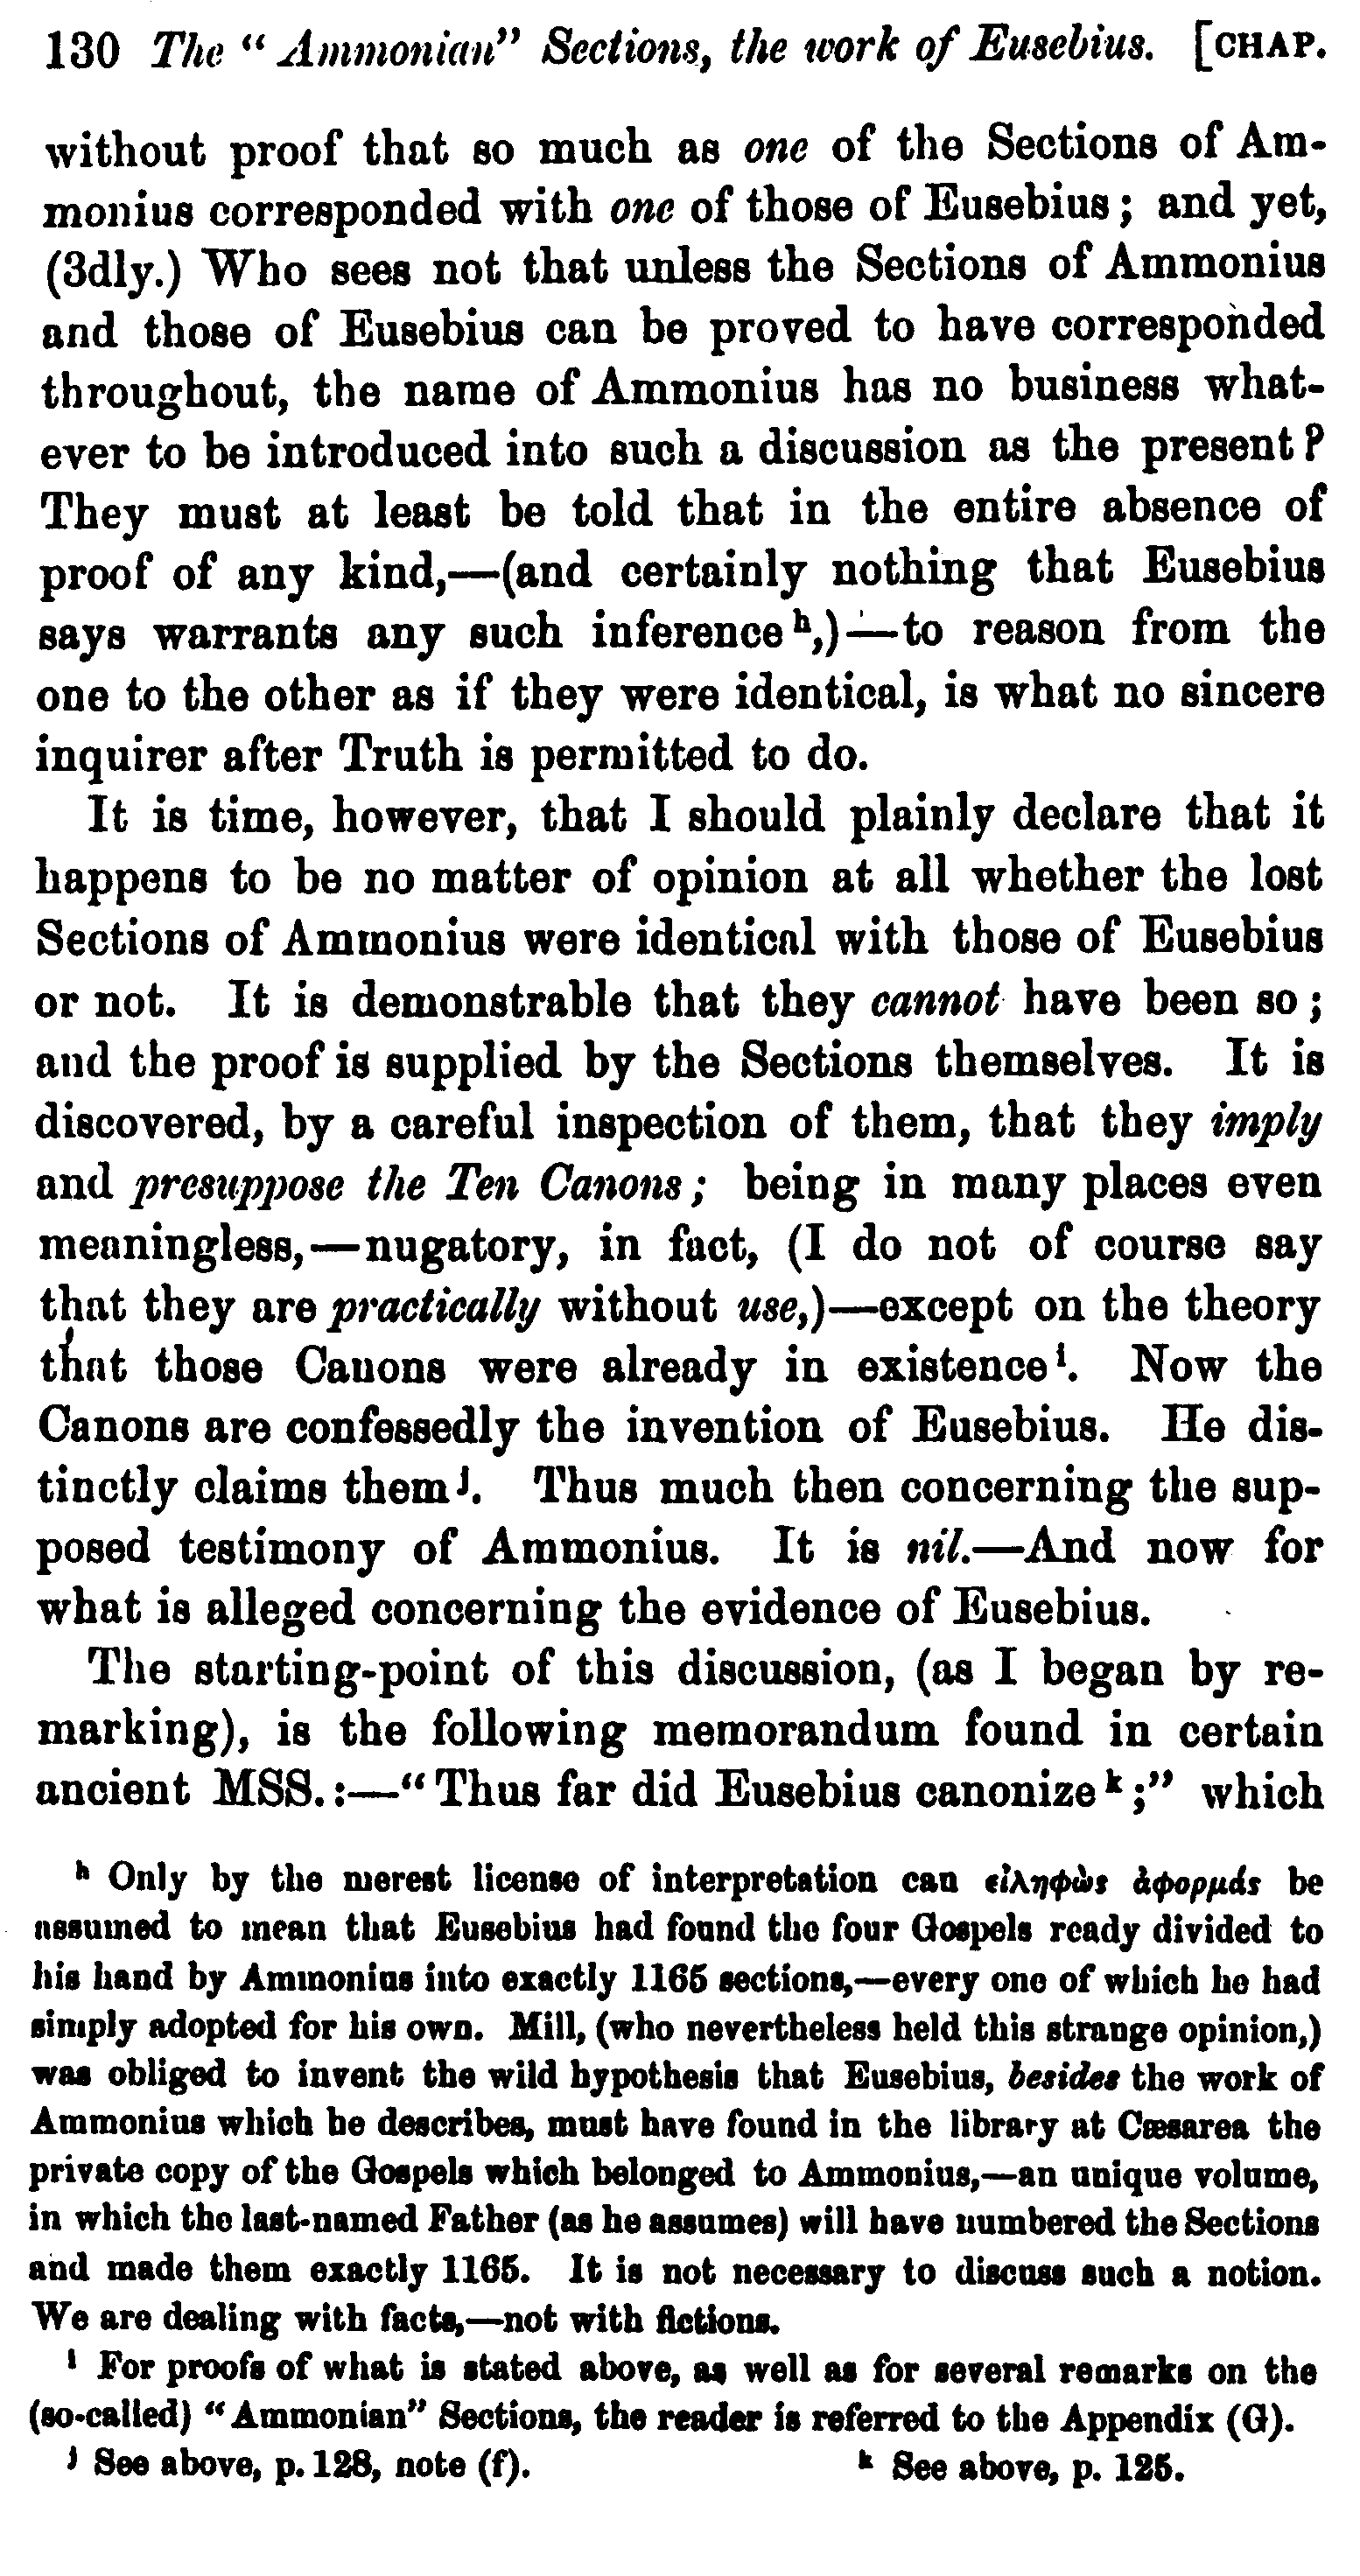 130 The “Ammonian” Sections, the work of Eusebius. [CHAP.
without proof that so much as one of the Sections of Am-
monius corresponded with one of those of Eusebius; and yet,
(3dly.) Who sees not that unless the Sections of Ammonius
and those of Eusebius can be proved to have corresponded
throughout, the name of Ammonius has no business what-
ever to be introduced into such a discussion as the present?
They must at least be told that in the entire absence of
proof of any kind,—(and certainly nothing that Eusebius
says warrants any such inference h,)—to reason from the
one to the other as if they were identical, is what no sincere
inquirer after Truth is permitted to do.
It is time, however, that I should plainly declare that it
happens to be no matter of opinion at all whether the lost
Sections of Ammonius were identical with those of Eusebius
or not. It is demonstrable that they cannot have been so;
and the proof is supplied by the Sections themselves. It is
discovered, by a careful inspection of them, that they imply
and presuppose the Ten Canons; being in many places even
meaningless,—nugatory, in fact, (I do not of course say
that they are practically without use,)—except on the theory
that those Canons were already in existence i. Now the
Canons are confessedly the invention of Eusebius. He dis-
tinctly claims them j. Thus much then concerning the sup-
posed testimony of Ammonius. It is nil.—And now for
what is alleged concerning the evidence of Eusebius.
The starting-point of this discussion, (as I began by re-
marking), is the following memorandum found in certain
ancient MSS.:—“Thus far did Eusebius canonize k;” which
h Only by the merest license of interpretation can εἰληφὼς ἀφορμάς be
assumed to mean that Eusebius had found the four Gospels ready divided to
his hand by Ammonius into exactly 1165 sections,—every one of which he had
simply adopted for his own. Mill, (who nevertheless held this strange opinion,)
was obliged to invent the wild hypothesis that Eusebius, besides the work of
Ammonius which he describes, must have found in the library at Cæsarea the
private copy of the Gospels which belonged to Ammonius,—an unique volume,
in which the last-named Father (as he assumes) will have numbered the Sections
and made them exactly 1165. It is not necessary to discuss such a notion.
We are dealing with facts,—not with fictions.
i For proofs of what is stated above, as well as for several remarks on the
(so-called) “Ammonian” Sections, the reader is referred to the Appendix (G).
j See above, p. 128, note (f). k See above, p. 125.